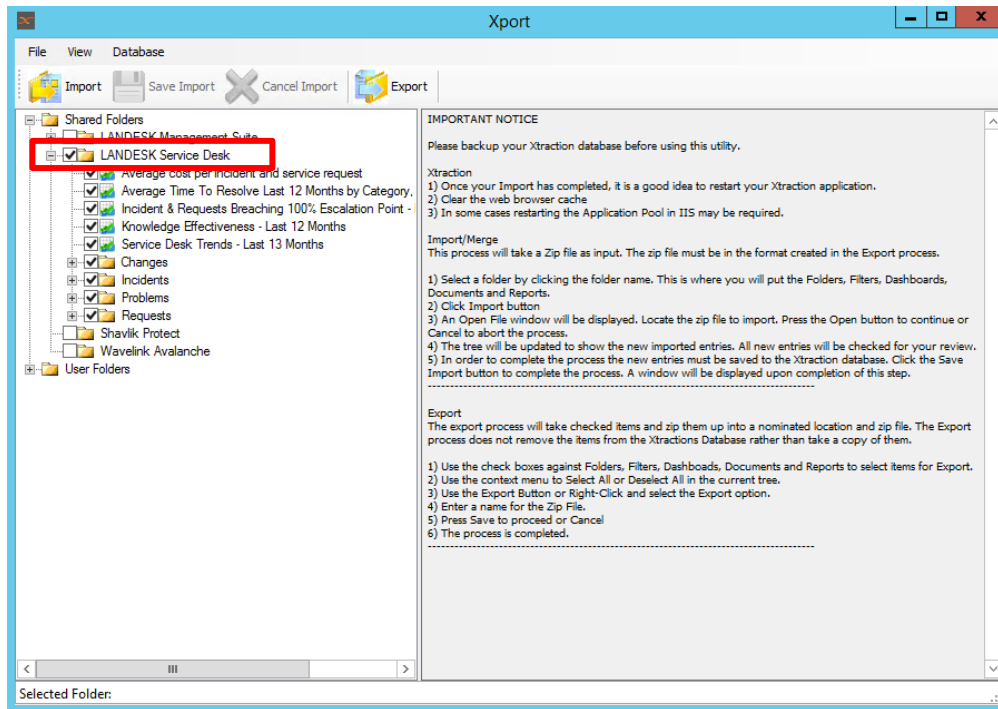 Xport
File View Database
Import Save Import Cancel Import Export
Shared Folders
LANDESK Management Suite
LANDESK Service Desk
Average cost per incident and service request
Average Time To Resolve Last 12 Months by Category,
Incident & Requests Breaching 100% Escalation Point -
Knowledge Effectiveness - Last 12 Months
Service Desk Trends - Last 13 Months
Changes
Incidents
Problems
Requests
Shavlik Protect
Wavelink Avalanche
User Folders
IMPORTANT NOTICE
Please backup your Xtraction database before using this utility.
Xtraction
1) Once your Import has completed, it is a good idea to restart your Xtraction application.
2) Clear the web browser cache
3) In some cases restarting the Application Pool in IIS may be required.
Import/Merge
This process will take a Zip file as input. The zip file must be in the format created in the Export process.
1) Select a folder by clicking the folder name. This is where you will put the Folders, Filters, Dashboards,
Documents and Reports.
2) Click Import button
3) An Open File window will be displayed. Locate the zip file to import. Press the Open button to continue or
Cancel to abort the process.
4) The tree will be updated to show the new imported entries. All new entries will be checked for your review.
5) In order to complete the process the new entries must be saved to the Xtraction database. Click the Save
Import button to complete the process. A window will be displayed upon completion of this step.
Export
The export process will take checked items and zip them up into a nominated location and zip file. The Export
process does not remove the items from the Xtractions Database rather than take a copy of them.
1) Use the check boxes against Folders, Filters, Dashboads, Documents and Reports to select items for Export.
2) Use the context menu to Select All or Deselect All in the current tree.
3) Use the Export Button or Right-Click and select the Export option.
4) Enter a name for the Zip File.
5) Press Save to proceed or Cancel
6) The process is completed.
Selected Folder: